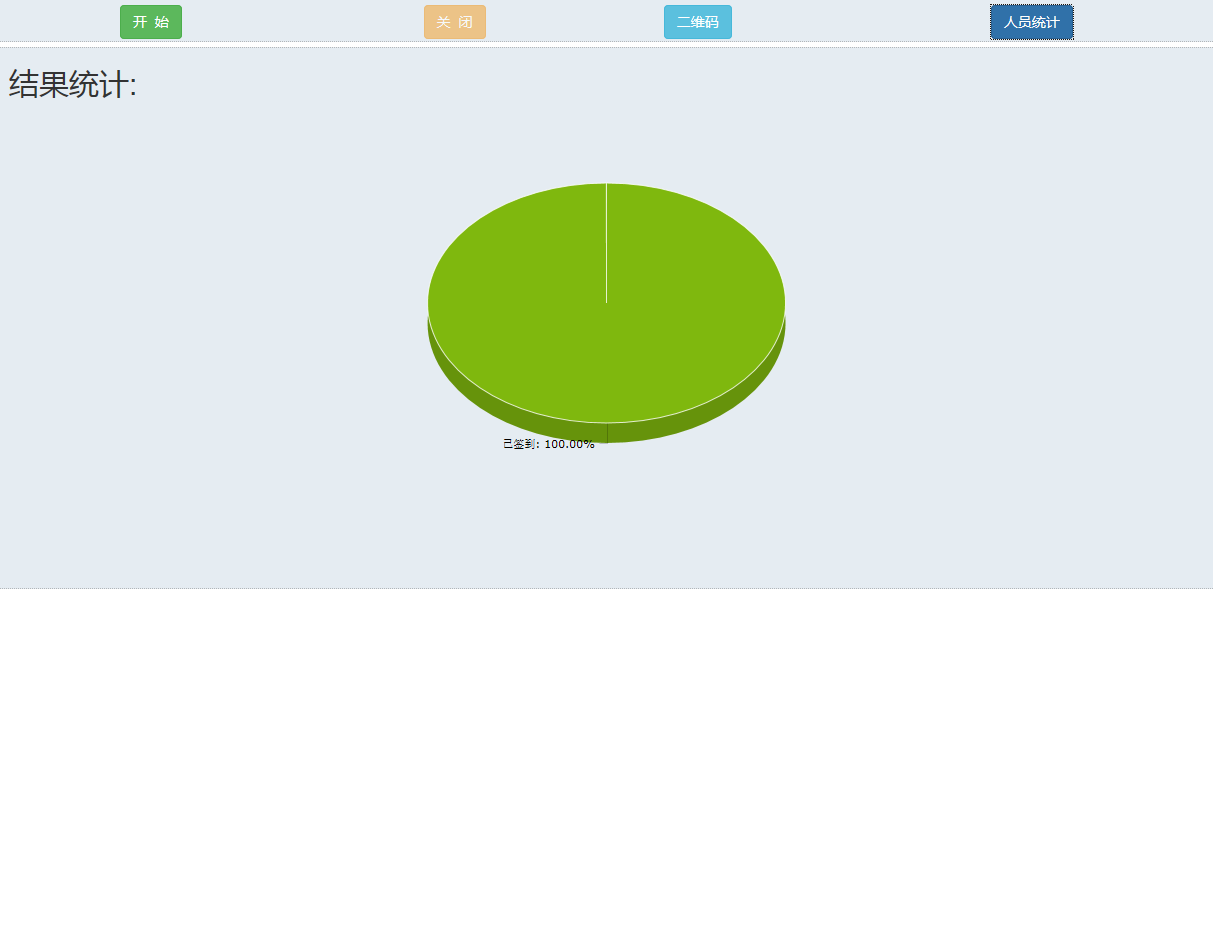 开 始
关 闭
二维码
人员统计
结果统计:
已签到: 100.00%